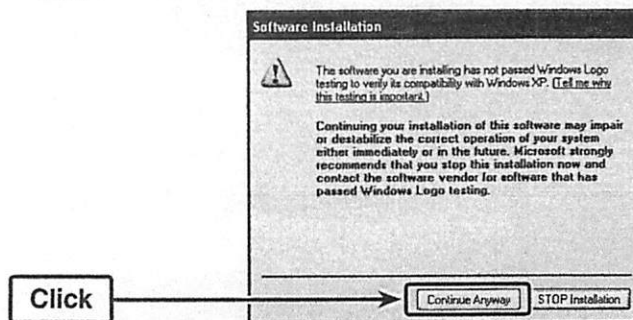 Software Installation
The software you are installing has not passed Windows Logo
testing to verify its compatibility with Windows XP. (Tell me why
this testing is important.)
Continuing your installation of this software may impair
or destabilize the correct operation of your system
either immediately or in the future. Microsoft strongly
recommends that you stop this installation now and
contact the software vendor for software that has
passed Windows Logo testing.
Click
Continue Anyway
STOP Installation